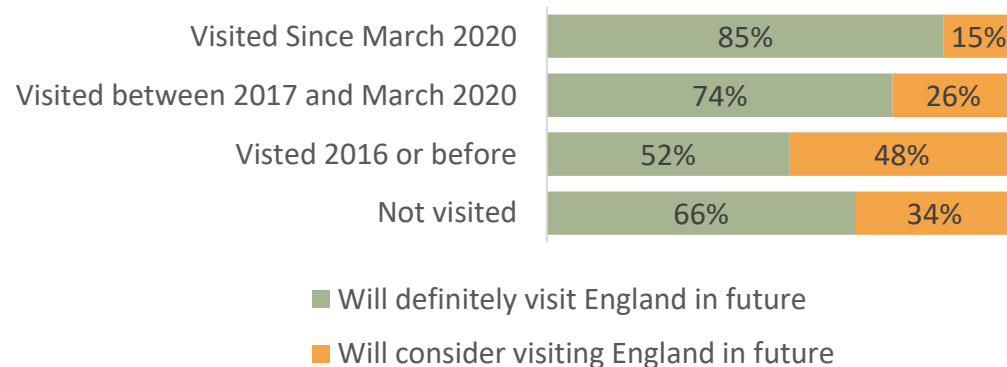 Visited Since March 2020 85% 15%
Visited between 2017 and March 2020 74% 26%
Visted 2016 or before 52% 48%
Not visited 66% 34%
Will definitely visit England in future
Will consider visiting England in future